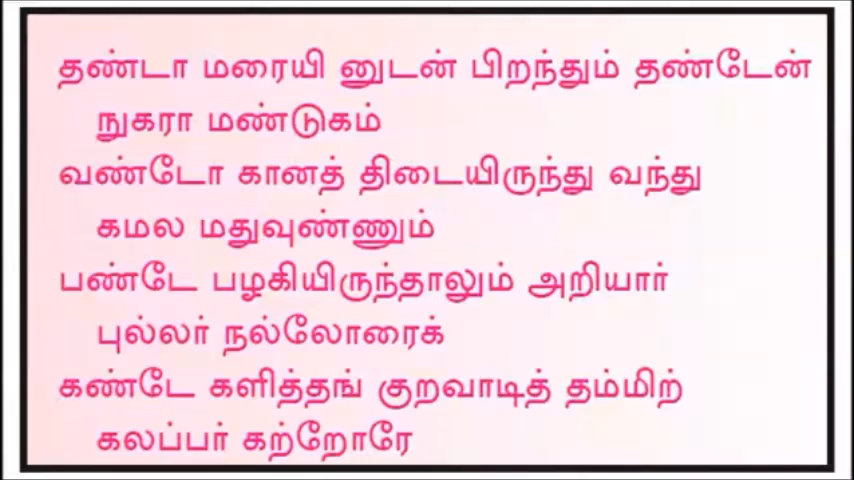 தண்டா மரையி னுடன் பிறந்தும் தண்டேன்
நுகரா மண்டுகம்
வண்டோ கானத் திடையிருந்து வந்து
கமல மதுவுண்ணும்
பண்டே பழகியிருந்தாலும் அறியார்
புல்லர் நல்லோரைக்
கண்டே களித்தங் குறவாடித் தம்மிற்
கலப்பர் கற்றோரே